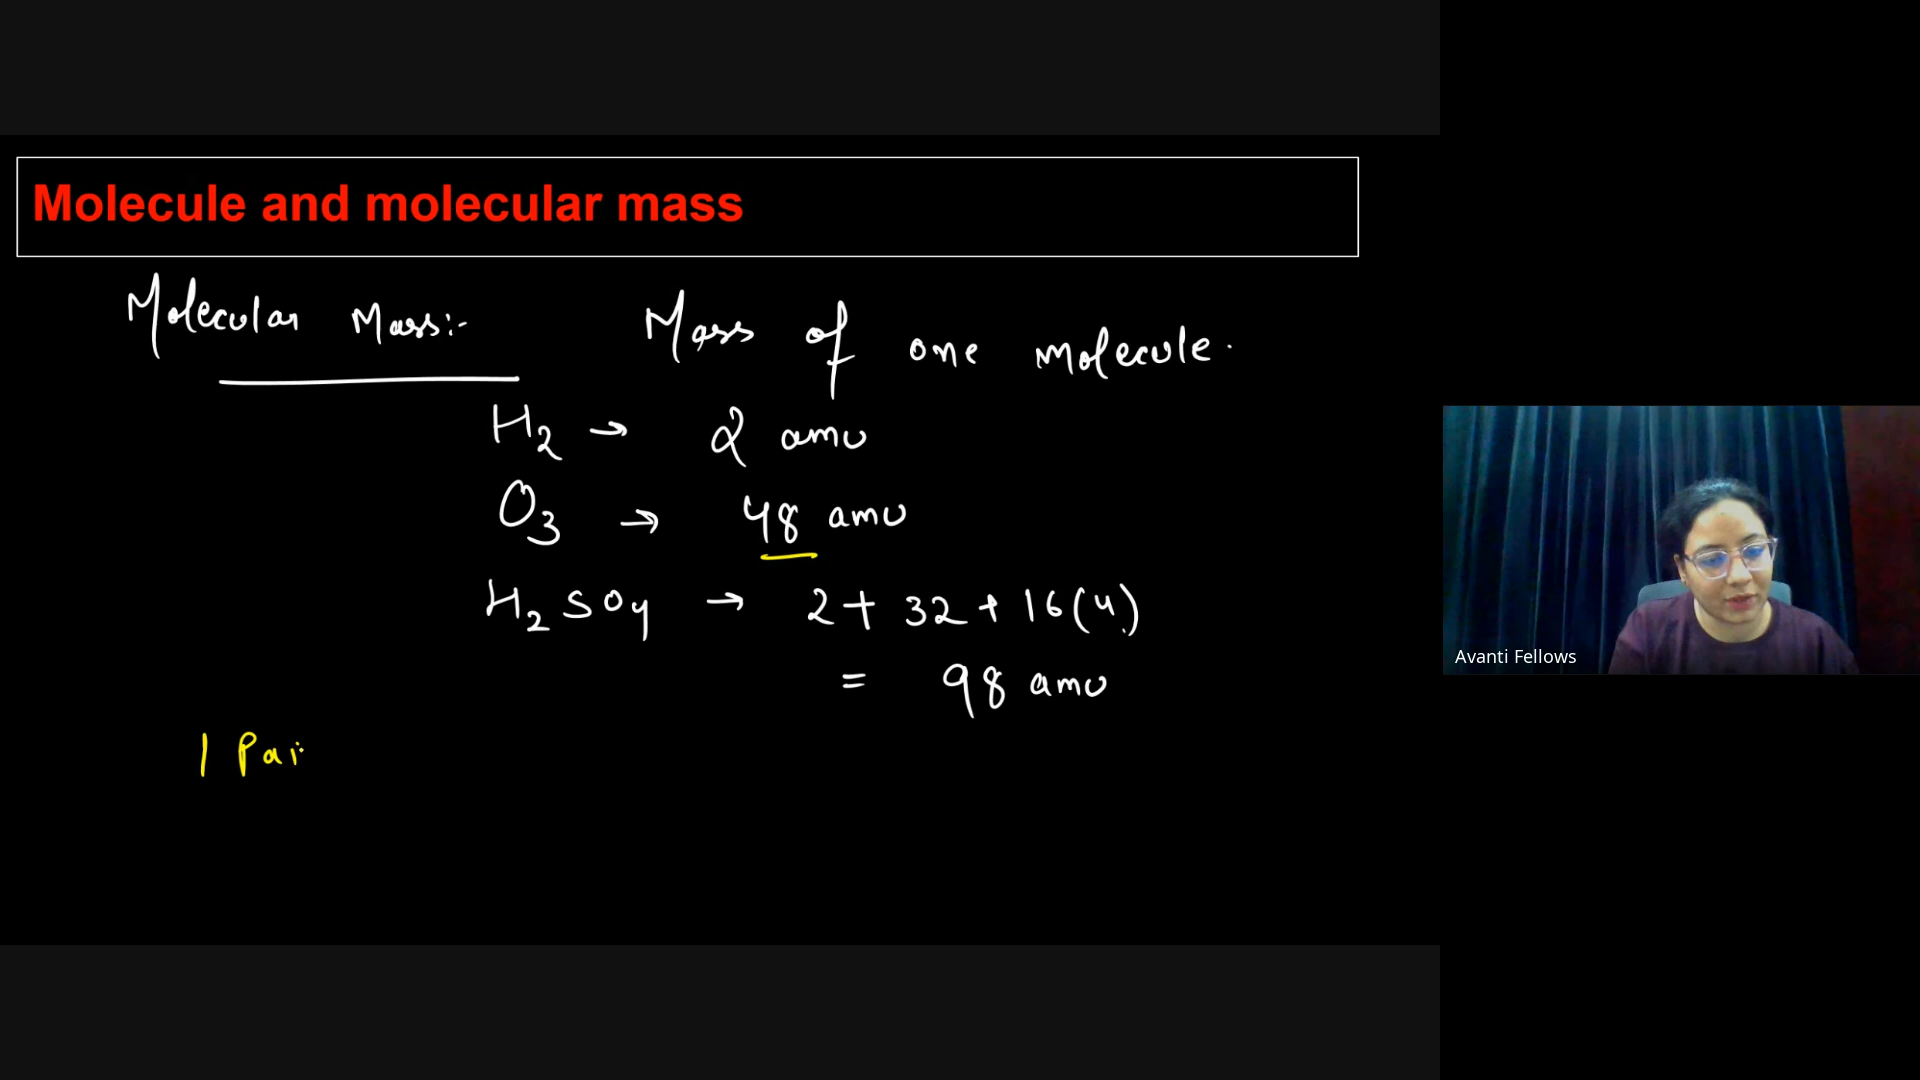 Molecule and molecular mass
Molecular Mass:- Mass of one molecule.
H2 → 2 amu
O3 → 48 amu
H2SO4 → 2 + 32 + 16(4)
= 98 amu
1 Pai
Avanti Fellows